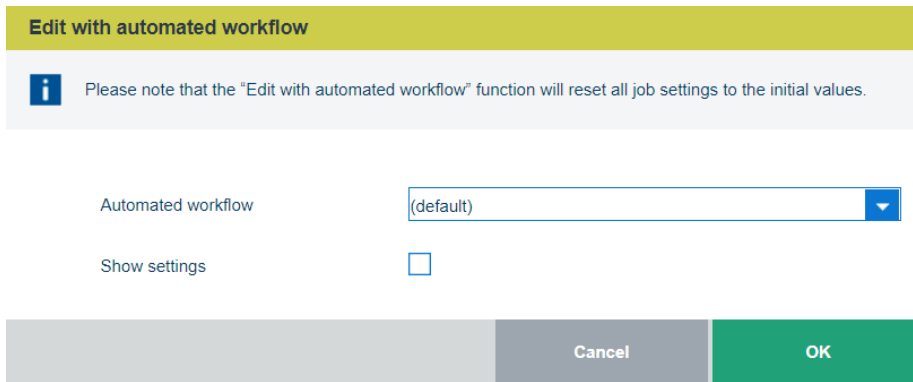 Edit with automated workflow
Please note that the “Edit with automated workflow” function will reset all job settings to the initial values.
Automated workflow
(default)
Show settings
Cancel
OK